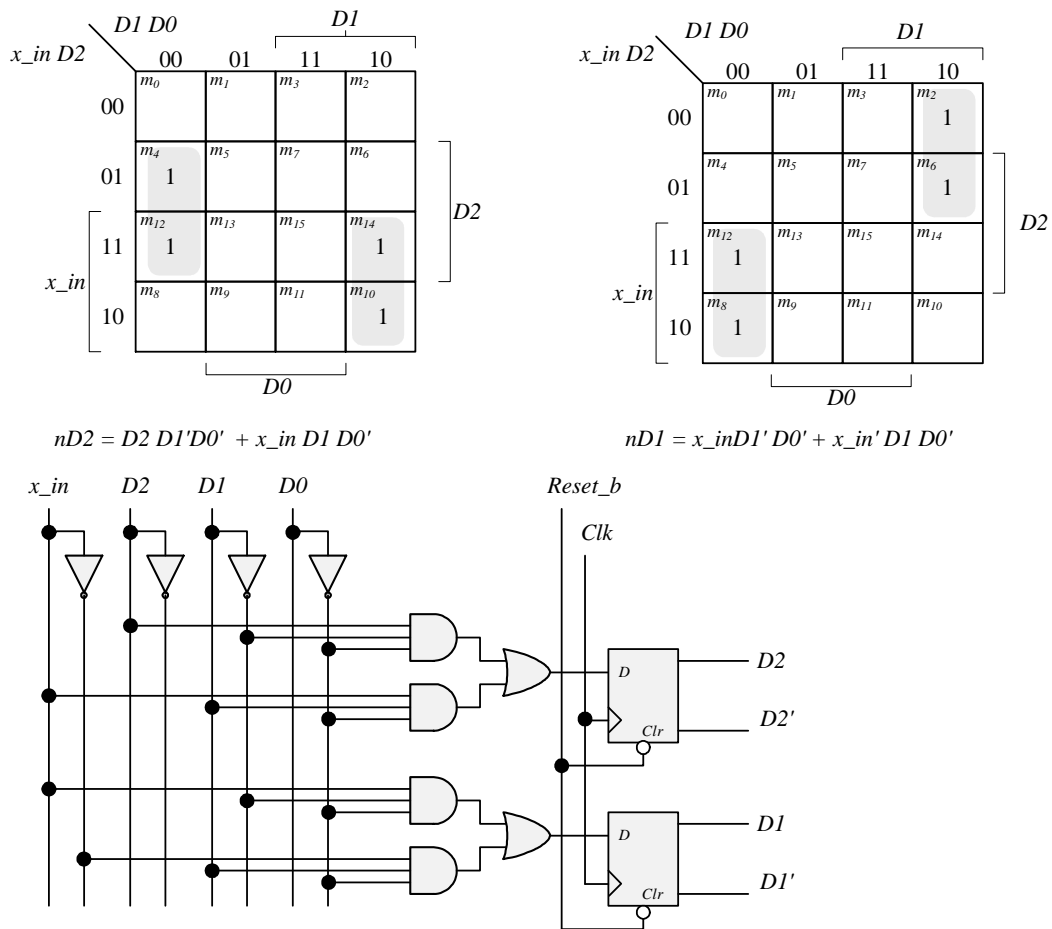 D1 D0
D1
x_in D2
00 01 11 10
m0 m1 m3 m2
00
m4 m5 m7 m6
01 1
D2
m12 m13 m15 m14
11 1 1
x_in
m8 m9 m11 m10
10 1
D0
nD2 = D2 D1'D0' + x_in D1 D0'
D1 D0
D1
x_in D2
00 01 11 10
m0 m1 m3 m2
00 1
m4 m5 m7 m6
01 1
D2
m12 m13 m15 m14
11 1
x_in
m8 m9 m11 m10
10 1
D0
nD1 = x_inD1' D0' + x_in' D1 D0'
x_in D2 D1 D0 Reset_b
Clk
D2
D
D2'
Clr
D1
D
D1'
Clr